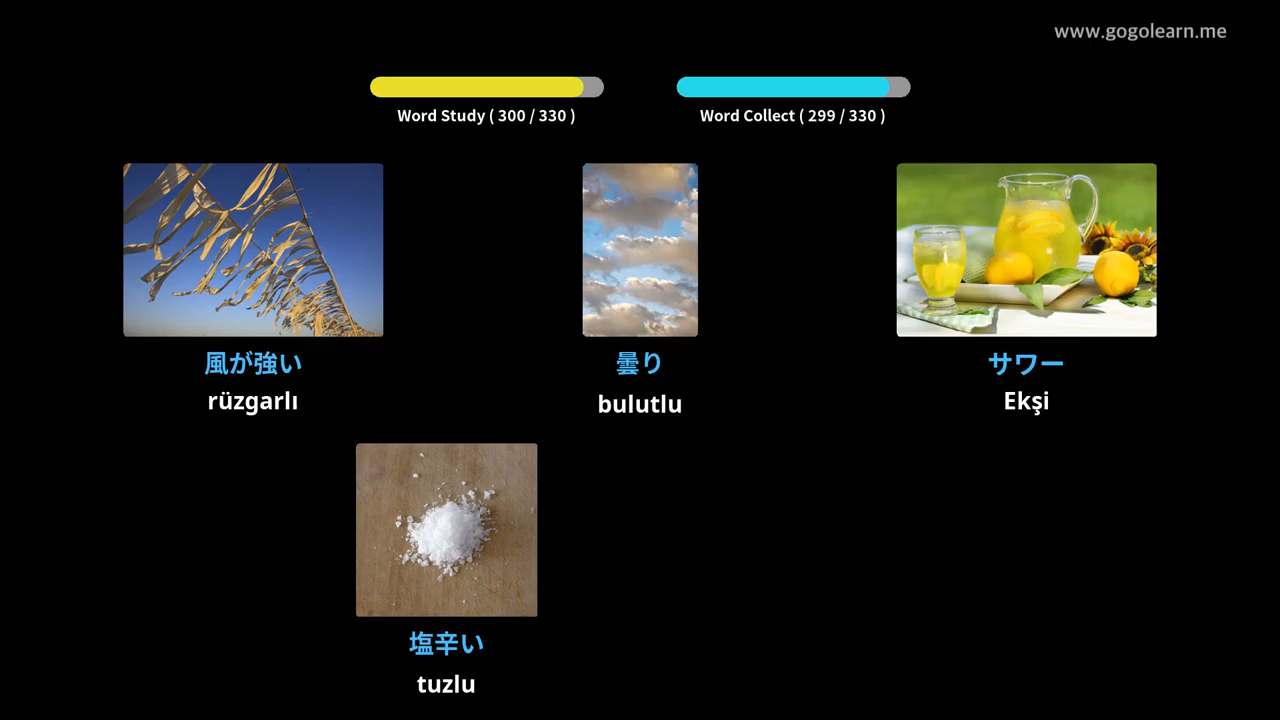 www.gogolearn.me
Word Study ( 300 / 330 )
Word Collect ( 299 / 330 )
風が強い
rüzgarlı
曇り
bulutlu
サワー
Ekşi
塩辛い
tuzlu